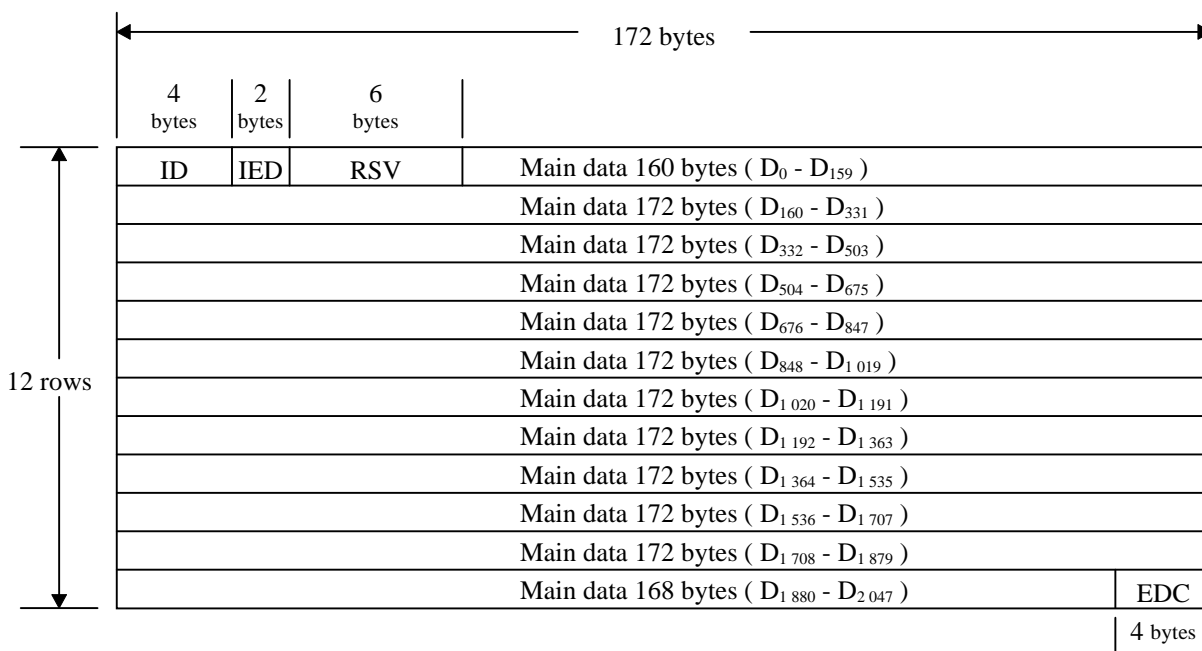 172 bytes
4 2 6
bytes bytes bytes
ID IED RSV Main data 160 bytes ( D0 - D159 )
Main data 172 bytes ( D160 - D331 )
Main data 172 bytes ( D332 - D503 )
Main data 172 bytes ( D504 - D675 )
Main data 172 bytes ( D676 - D847 )
Main data 172 bytes ( D848 - D1 019 )
12 rows
Main data 172 bytes ( D1 020 - D1 191 )
Main data 172 bytes ( D1 192 - D1 363 )
Main data 172 bytes ( D1 364 - D1 535 )
Main data 172 bytes ( D1 536 - D1 707 )
Main data 172 bytes ( D1 708 - D1 879 )
Main data 168 bytes ( D1 880 - D2 047 ) EDC
4 bytes